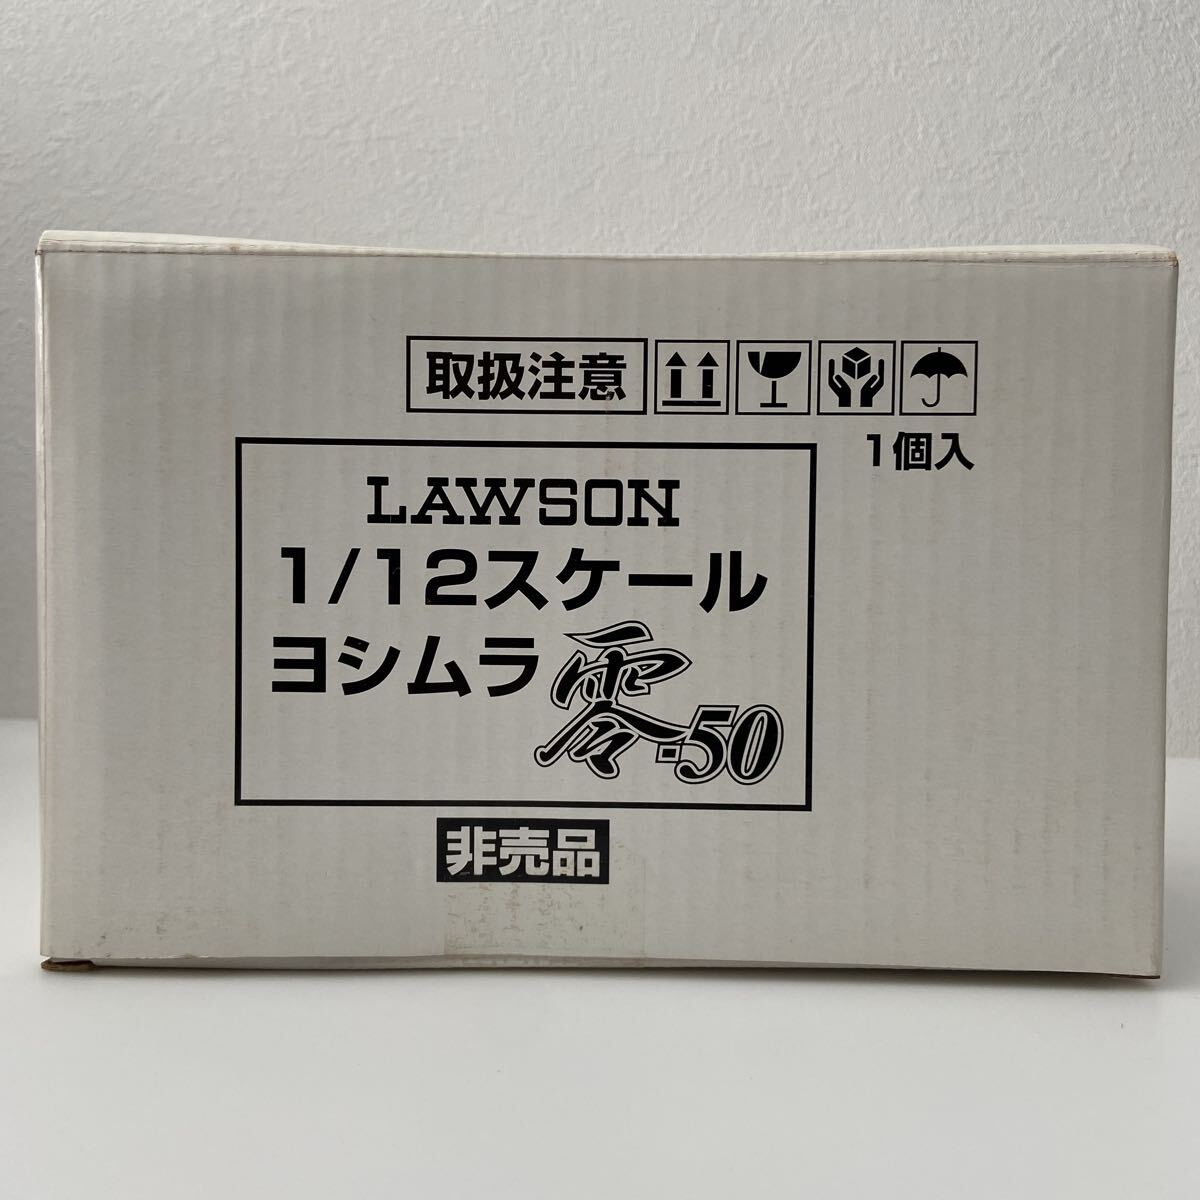 取扱注意
1個入
LAWSON
1/12スケール
ヨシムラ零-50
非売品